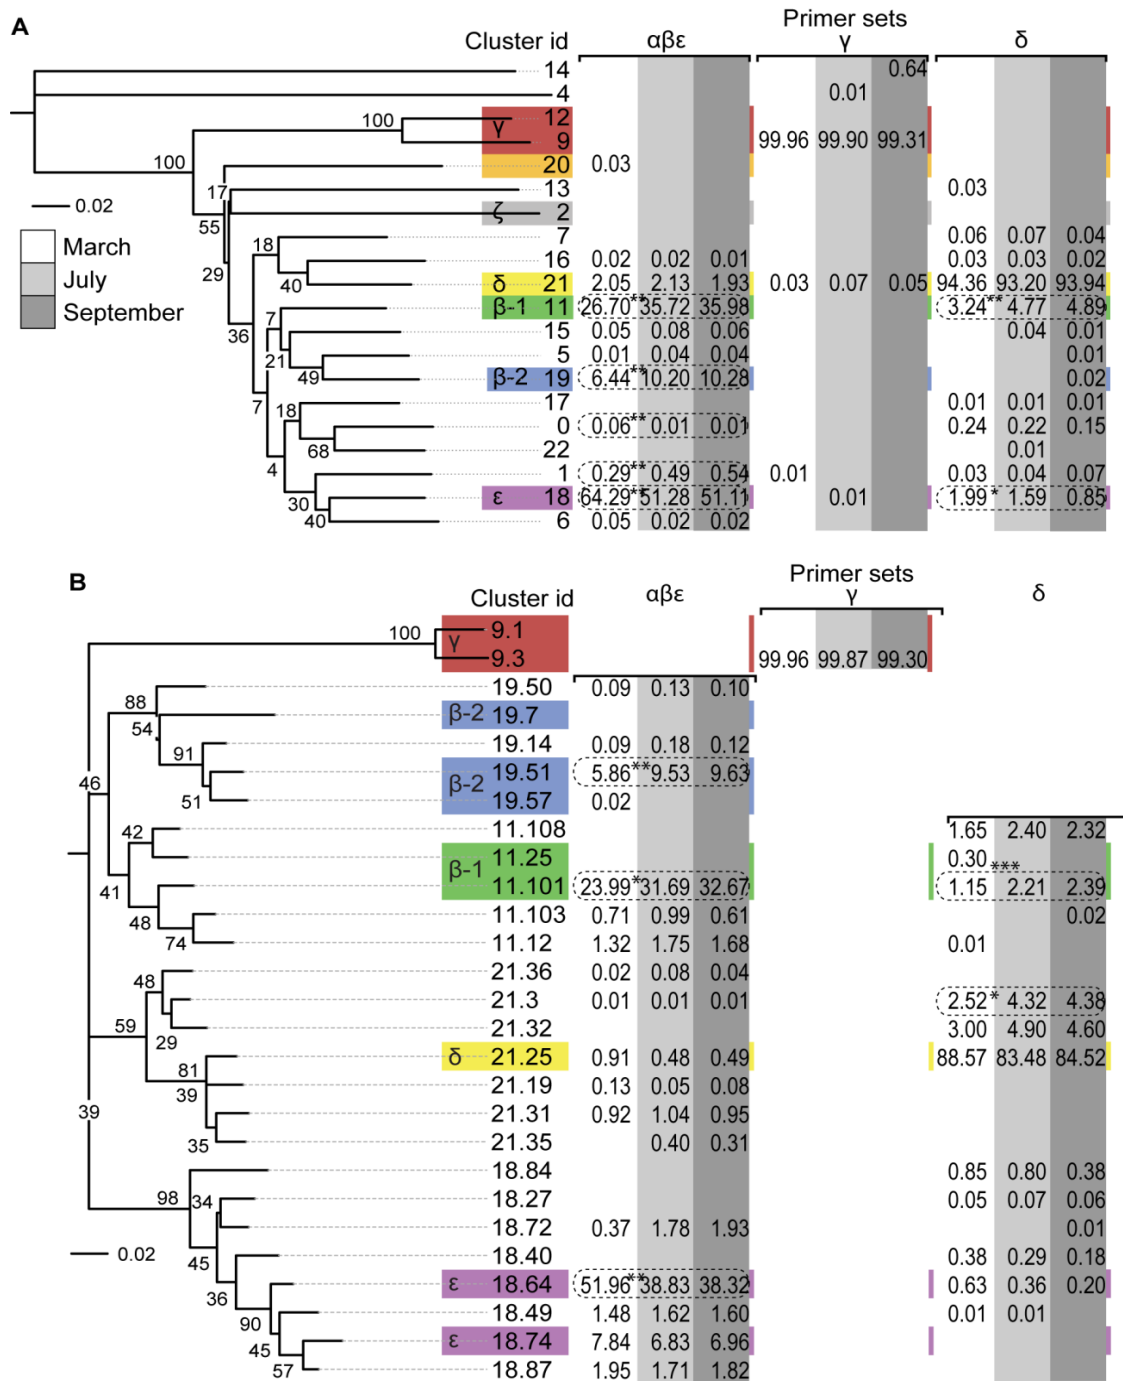 A
Primer sets
Cluster id αβε γ δ
14 0.64
4 0.01
100 γ 12
9 99.96 99.90 99.31
100
20 0.03
17 13 0.03
0.02
ζ 2
55
March
18 7 0.06 0.07 0.04
29 16 0.02 0.02 0.01 0.03 0.03 0.02
July
40 δ 21 2.05 2.13 1.93 0.03 0.07 0.05 94.36 93.20 93.94
September
7 β-1 11 26.70**35.72 35.98 3.24** 4.77 4.89
36 15 0.05 0.08 0.06 0.04 0.01
21 5 0.01 0.04 0.04 0.01
49 β-2 19 6.44**10.20 10.28 0.02
7 18 17 0.01 0.01 0.01
0 0.06** 0.01 0.01 0.24 0.22 0.15
68 22 0.01
4 1 0.29** 0.49 0.54 0.01 0.03 0.04 0.07
30 ε 18 64.29**51.28 51.11 0.01 1.99* 1.59 0.85
40 6 0.05 0.02 0.02
B
Primer sets
Cluster id αβε γ δ
100 γ 9.1
9.3 99.96 99.87 99.30
88 19.50 0.09 0.13 0.10
54 β-2 19.7
91 19.14 0.09 0.18 0.12
46 β-2 19.51 5.86** 9.53 9.63
51 19.57 0.02
42 11.108 1.65 2.40 2.32
β-1 11.25 0.30
41 11.101 23.99*31.69 32.67 1.15 *** 2.21 2.39
48 11.103 0.71 0.99 0.61 0.02
74 11.12 1.32 1.75 1.68 0.01
48 21.36 0.02 0.08 0.04
21.3 0.01 0.01 0.01 2.52* 4.32 4.38
59 29 21.32 3.00 4.90 4.60
81 δ 21.25 0.91 0.48 0.49 88.57 83.48 84.52
39 21.19 0.13 0.05 0.08
39 21.31 0.92 1.04 0.95
35 21.35 0.40 0.31
98 18.84 0.85 0.80 0.38
34 18.27 0.05 0.07 0.06
18.72 0.37 1.78 1.93 0.01
0.02 45 18.40 0.38 0.29 0.18
36 ε 18.64 51.96**38.83 38.32 0.63 0.36 0.20
90 18.49 1.48 1.62 1.60 0.01 0.01
45 ε 18.74 7.84 6.83 6.96
57 18.87 1.95 1.71 1.82